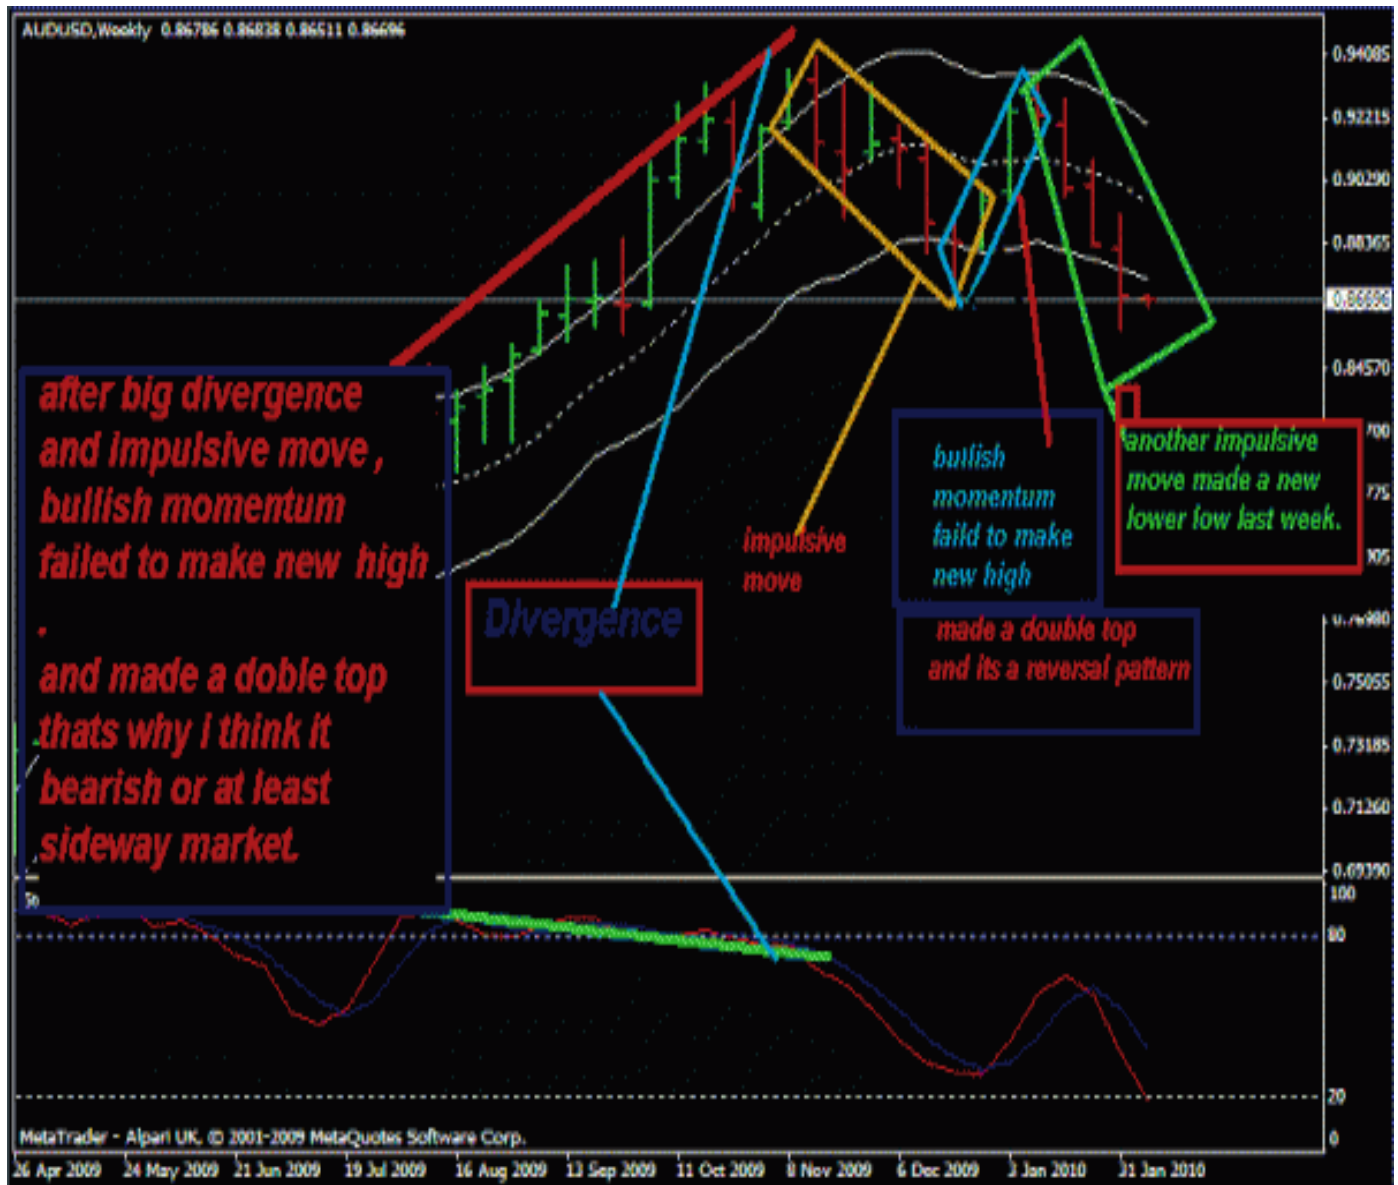 AUDUSD,Weekly 0.86786 0.86838 0.86511 0.86696
0.94085
0.92215
0.90290
0.88365
0.86696
0.84570
after big divergence
and impulsive move ,
bullish momentum
failed to make new high
.
and made a doble top
thats why i think it
bearish or at least
sideway market.
Divergence
impulsive
move
bullish
momentum
faild to make
new high
made a double top
and its a reversal pattern
another impulsive
move made a new
lower low last week.
700
775
905
0.75055
0.73185
0.71260
0.69390
100
80
20
0
MetaTrader - Alpari UK, © 2001-2009 MetaQuotes Software Corp.
26 Apr 2009 24 May 2009 21 Jun 2009 19 Jul 2009 16 Aug 2009 13 Sep 2009 11 Oct 2009 8 Nov 2009 6 Dec 2009 3 Jan 2010 31 Jan 2010